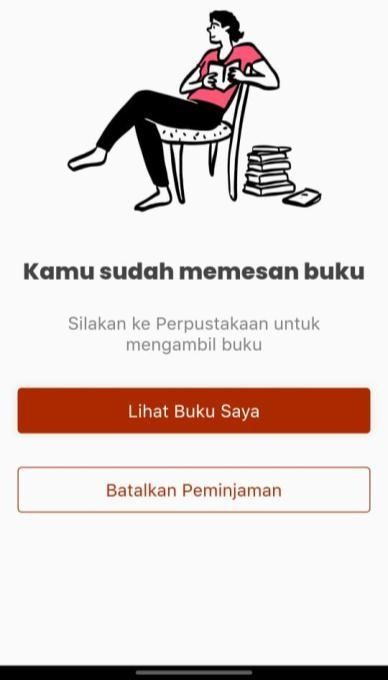 Kamu sudah memesan buku
Silakan ke Perpustakaan untuk
mengambil buku
Lihat Buku Saya
Batalkan Peminjaman